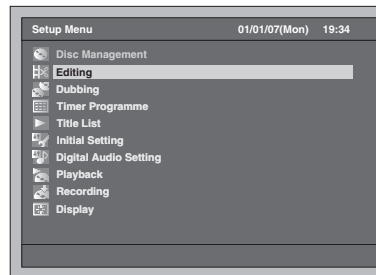 Setup Menu 01/01/07(Mon) 19:34
Disc Management
Editing
Dubbing
Timer Programme
Title List
Initial Setting
Digital Audio Setting
Playback
Recording
Display